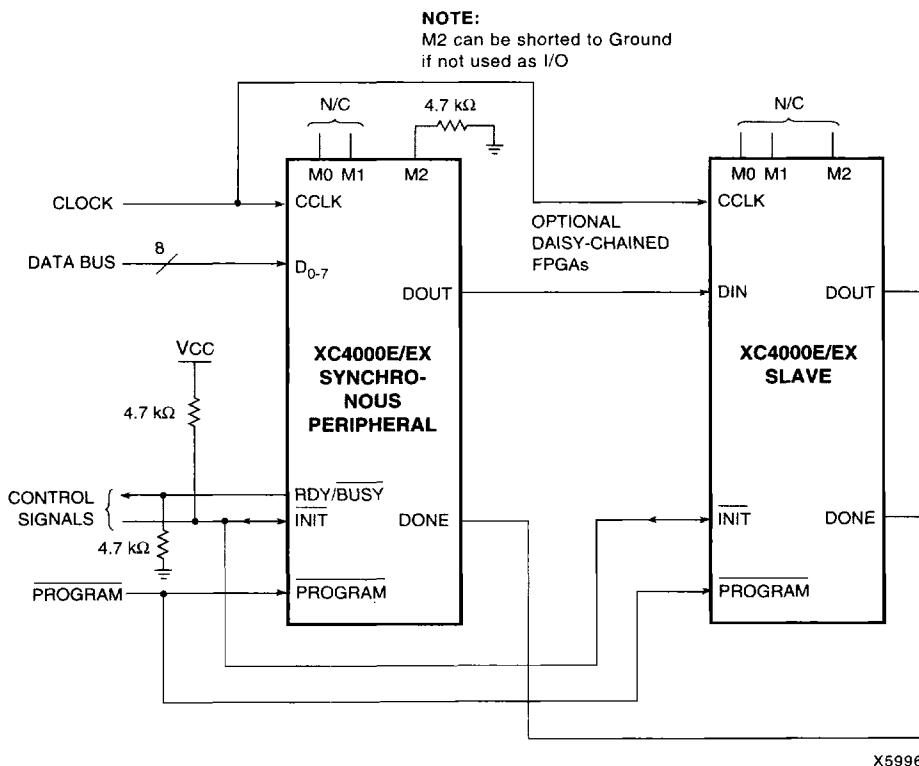 NOTE:
M2 can be shorted to Ground
if not used as I/O
N/C
4.7 kΩ
N/C
M0 M1 M2
M0 M1 M2
CLOCK
CCLK
CCLK
OPTIONAL
DAISY-CHAINED
FPGAs
DATA BUS
8
D0-7
DOUT
DIN
DOUT
VCC
4.7 kΩ
XC4000E/EX
SYNCHRO-
NOUS
PERIPHERAL
XC4000E/EX
SLAVE
CONTROL
SIGNALS
RDY/BUSY
INIT
DONE
INIT
DONE
4.7 kΩ
PROGRAM
PROGRAM
PROGRAM
X5996